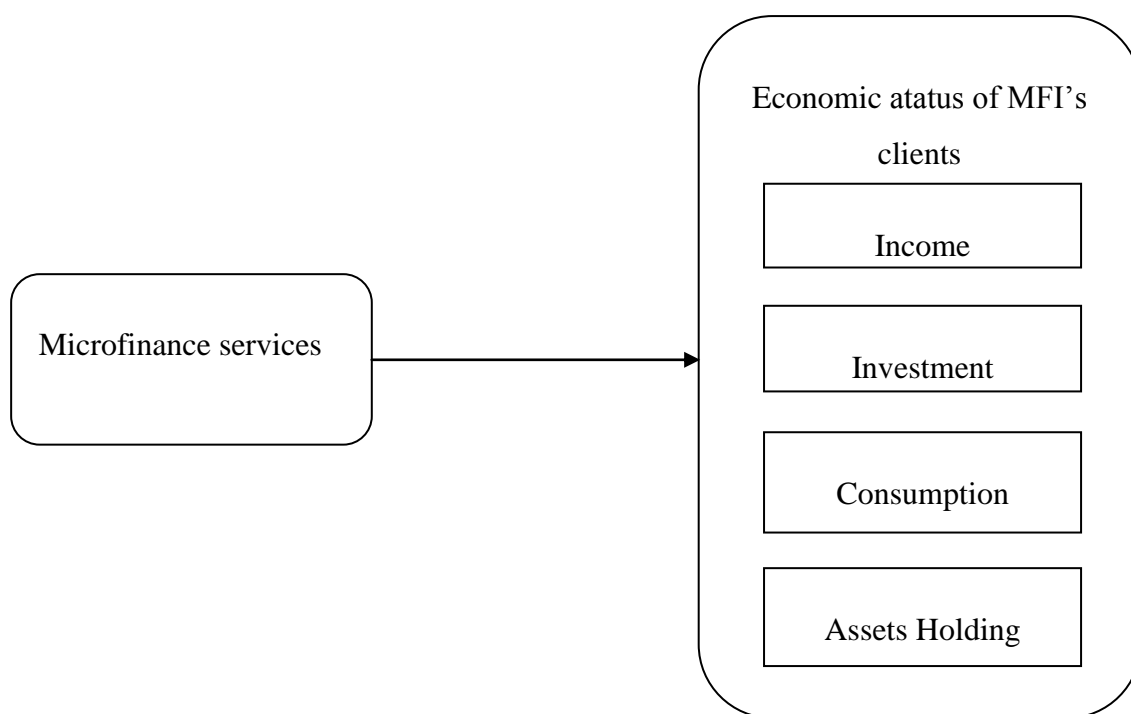 Economic atatus of MFI’s
clients
Income
Microfinance services
Investment
Consumption
Assets Holding